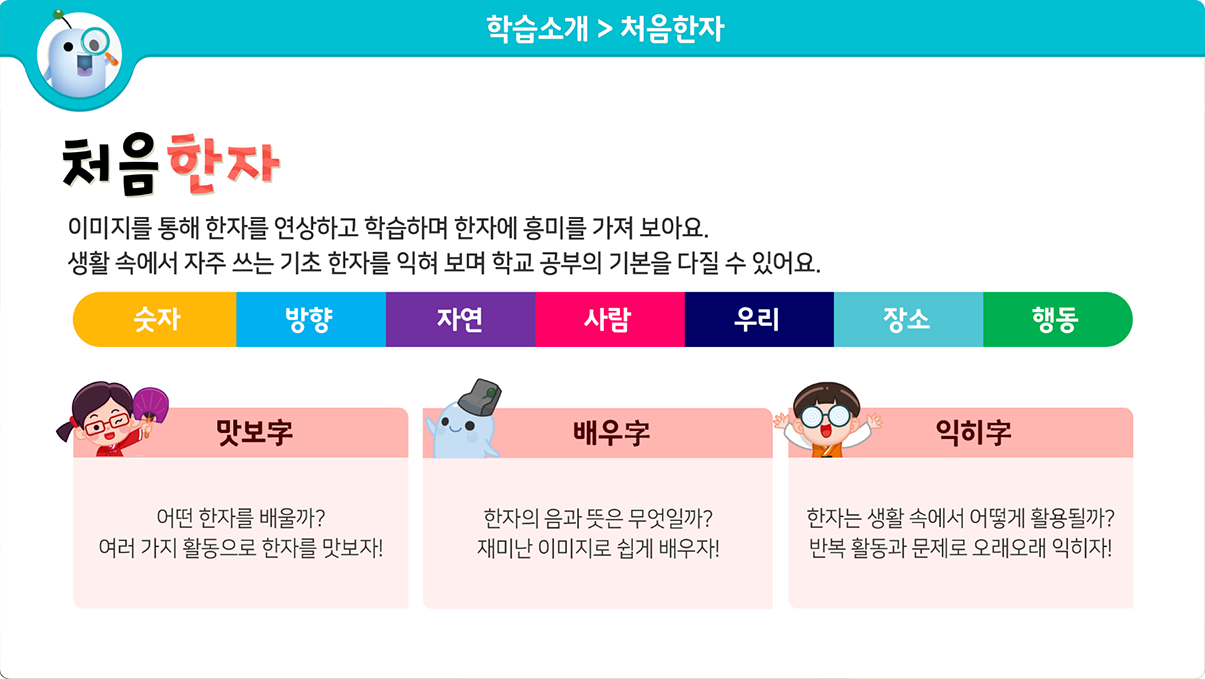 학습소개 > 처음한자
처음한자
이미지를 통해 한자를 연상하고 학습하며 한자에 흥미를 가져 보아요.
생활 속에서 자주 쓰는 기초 한자를 익혀 보며 학교 공부의 기본을 다질 수 있어요.
숫자 방향 자연 사람 우리 장소 행동
맛보字
어떤 한자를 배울까?
여러 가지 활동으로 한자를 맛보자!
배우字
한자의 음과 뜻은 무엇일까?
재미난 이미지로 쉽게 배우자!
익히字
한자는 생활 속에서 어떻게 활용될까?
반복 활동과 문제로 오래오래 익히자!